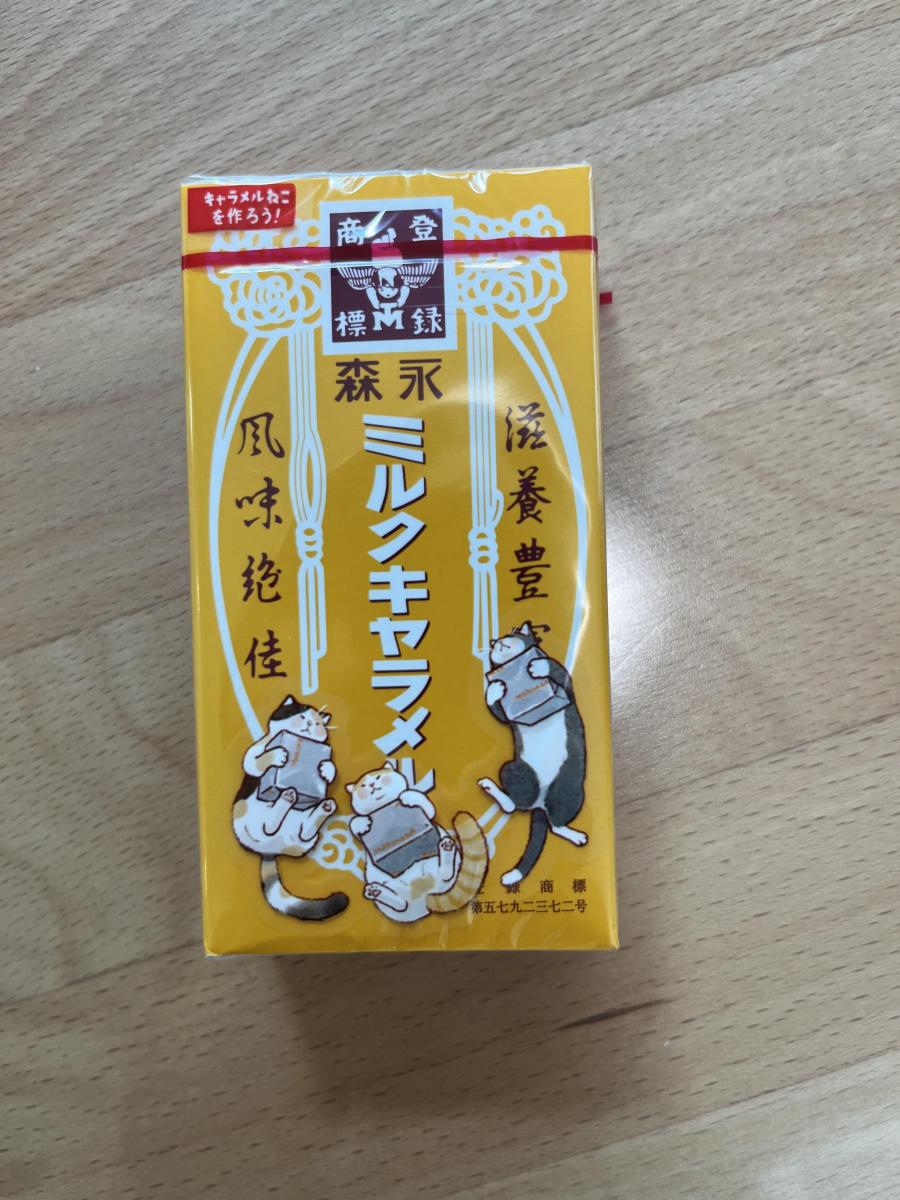 キャラメルねこ
を作ろう!
商登
標録
森永
ミルクキャラメル
滋養豊
風味絶佳
録商標
第五七九二三七二号